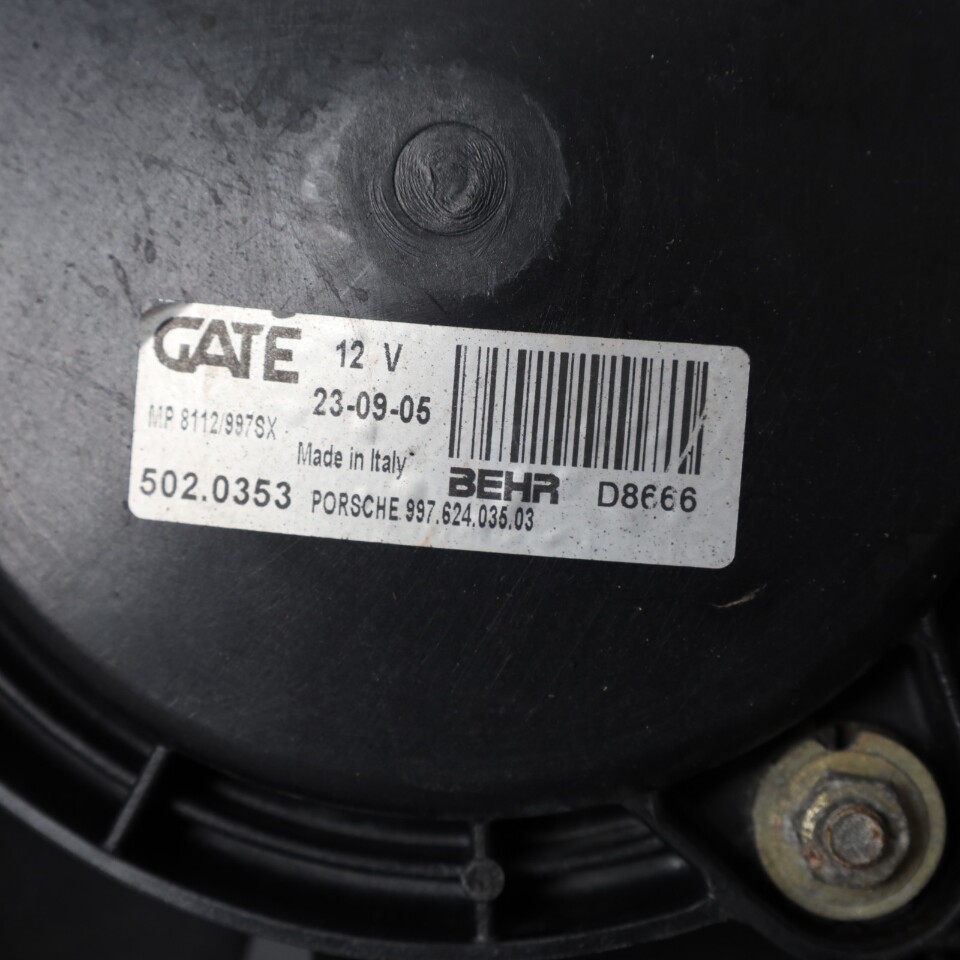 GATE 12 V
MP 8112/997SX 23-09-05
Made in Italy
502.0353 PORSCHE 997.624.035.03
BEHR D8666